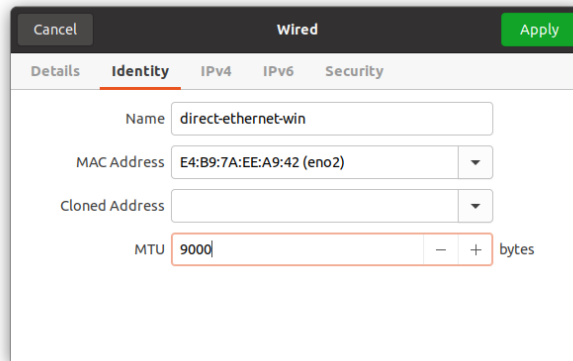 Cancel Wired Apply
Details Identity IPv4 IPv6 Security
Name direct-ethernet-win
MAC Address E4:B9:7A:EE:A9:42 (eno2)
Cloned Address
MTU 9000 − + bytes